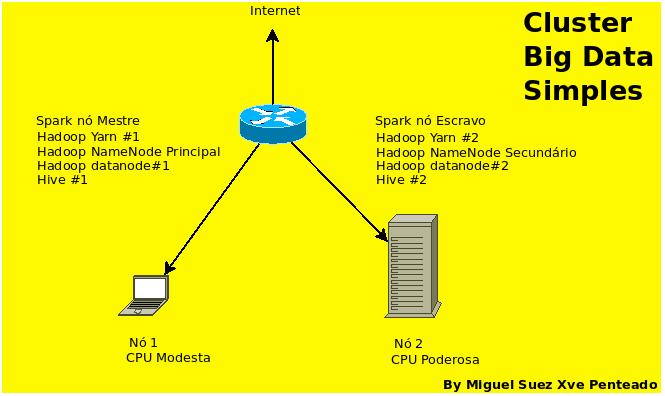 Internet
Cluster
Big Data
Simples
Spark nó Mestre
Hadoop Yarn #1
Hadoop NameNode Principal
Hadoop datanode#1
Hive #1
Spark nó Escravo
Hadoop Yarn #2
Hadoop NameNode Secundário
Hadoop datanode#2
Hive #2
Nó 1
CPU Modesta
Nó 2
CPU Poderosa
By Miguel Suez Xve Penteado